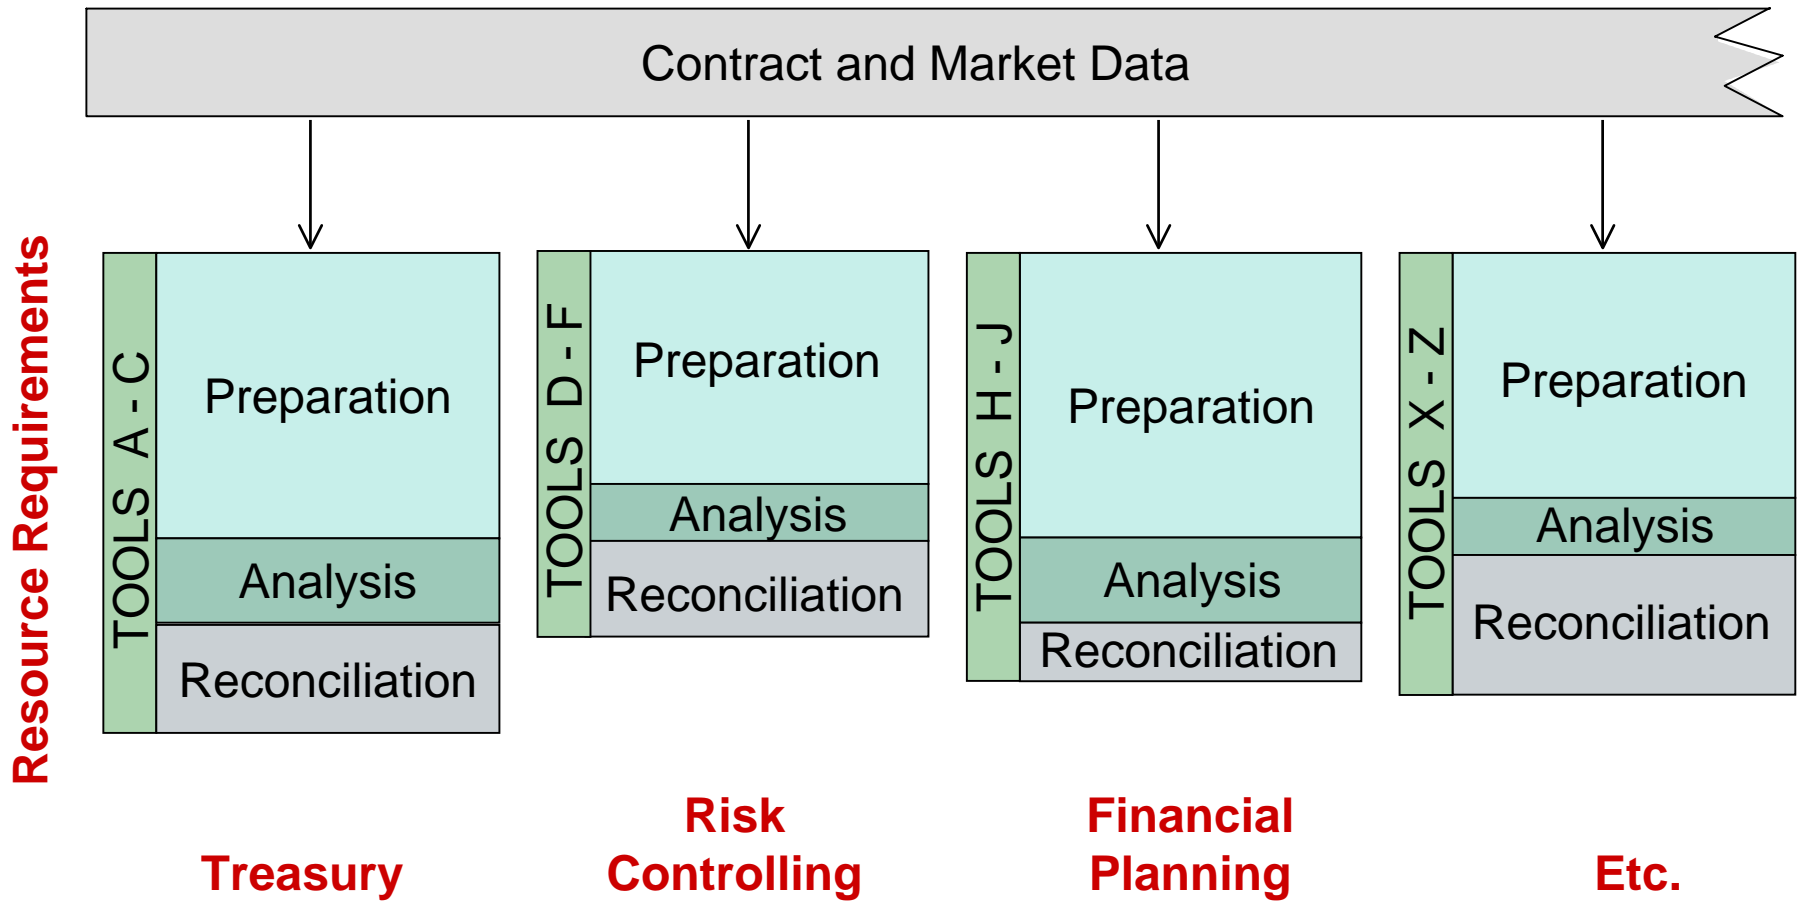 Contract and Market Data
Resource Requirements
TOOLS A - C
Preparation
Analysis
Reconciliation
TOOLS D - F
Preparation
Analysis
Reconciliation
TOOLS H - J
Preparation
Analysis
Reconciliation
TOOLS X - Z
Preparation
Analysis
Reconciliation
Treasury
Risk
Controlling
Financial
Planning
Etc.